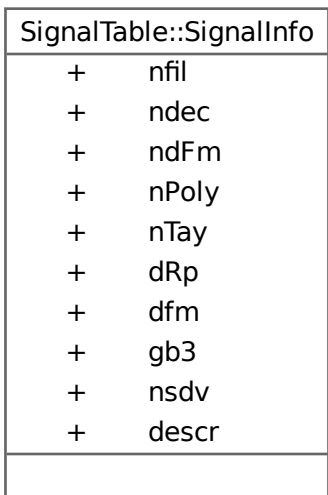 SignalTable::SignalInfo
+ nfil
+ ndec
+ ndFm
+ nPoly
+ nTay
+ dRp
+ dfm
+ gb3
+ nsdv
+ descr